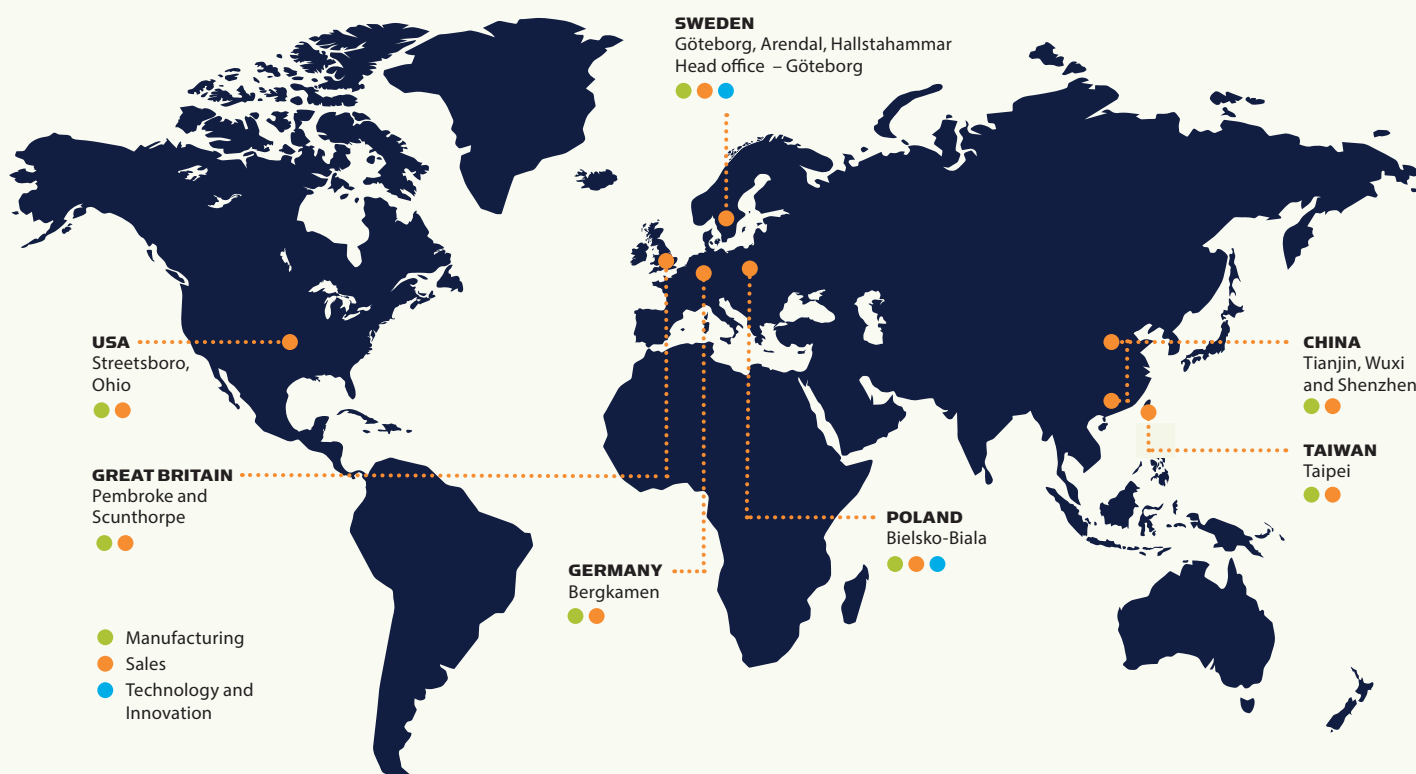 SWEDEN
Göteborg, Arendal, Hallstahammar
Head office – Göteborg
USA
Streetsboro,
Ohio
CHINA
Tianjin, Wuxi
and Shenzhen
TAIWAN
Taipei
GREAT BRITAIN
Pembroke and
Scunthorpe
POLAND
Bielsko-Biala
GERMANY
Bergkamen
Manufacturing
Sales
Technology and
Innovation